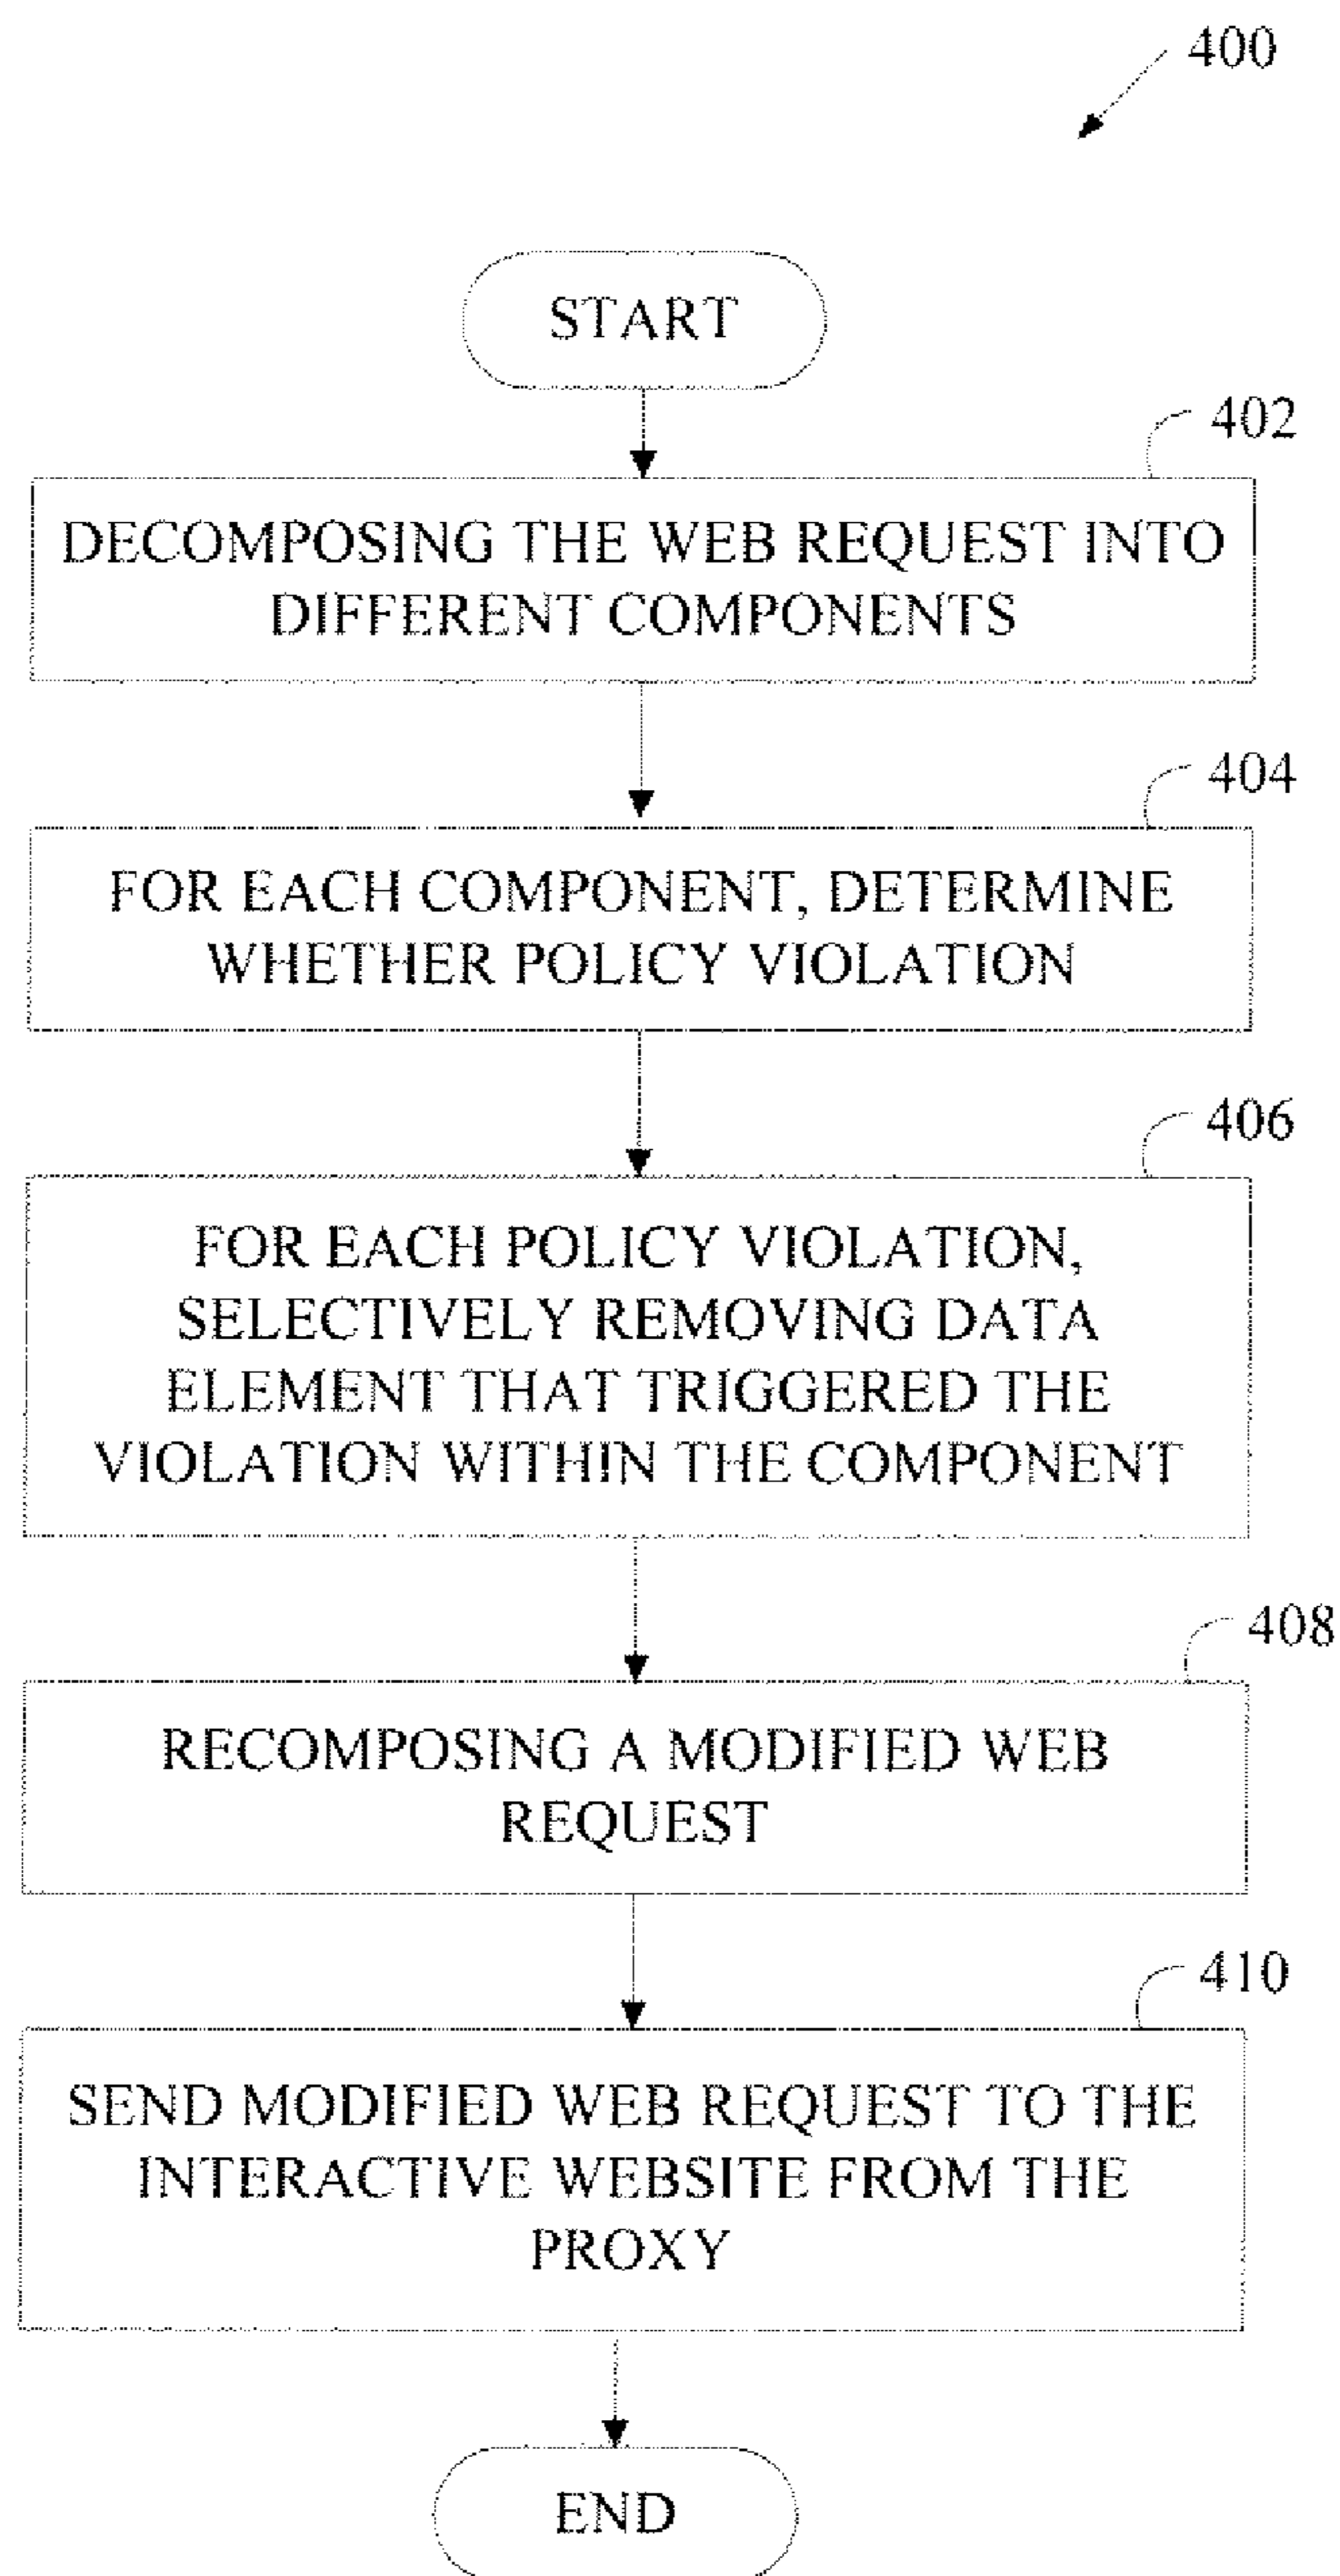 400
START
402
DECOMPOSING THE WEB REQUEST INTO
DIFFERENT COMPONENTS
404
FOR EACH COMPONENT, DETERMINE
WHETHER POLICY VIOLATION
406
FOR EACH POLICY VIOLATION,
SELECTIVELY REMOVING DATA
ELEMENT THAT TRIGGERED THE
VIOLATION WITHIN THE COMPONENT
408
RECOMPOSING A MODIFIED WEB
REQUEST
410
SEND MODIFIED WEB REQUEST TO THE
INTERACTIVE WEBSITE FROM THE
PROXY
END